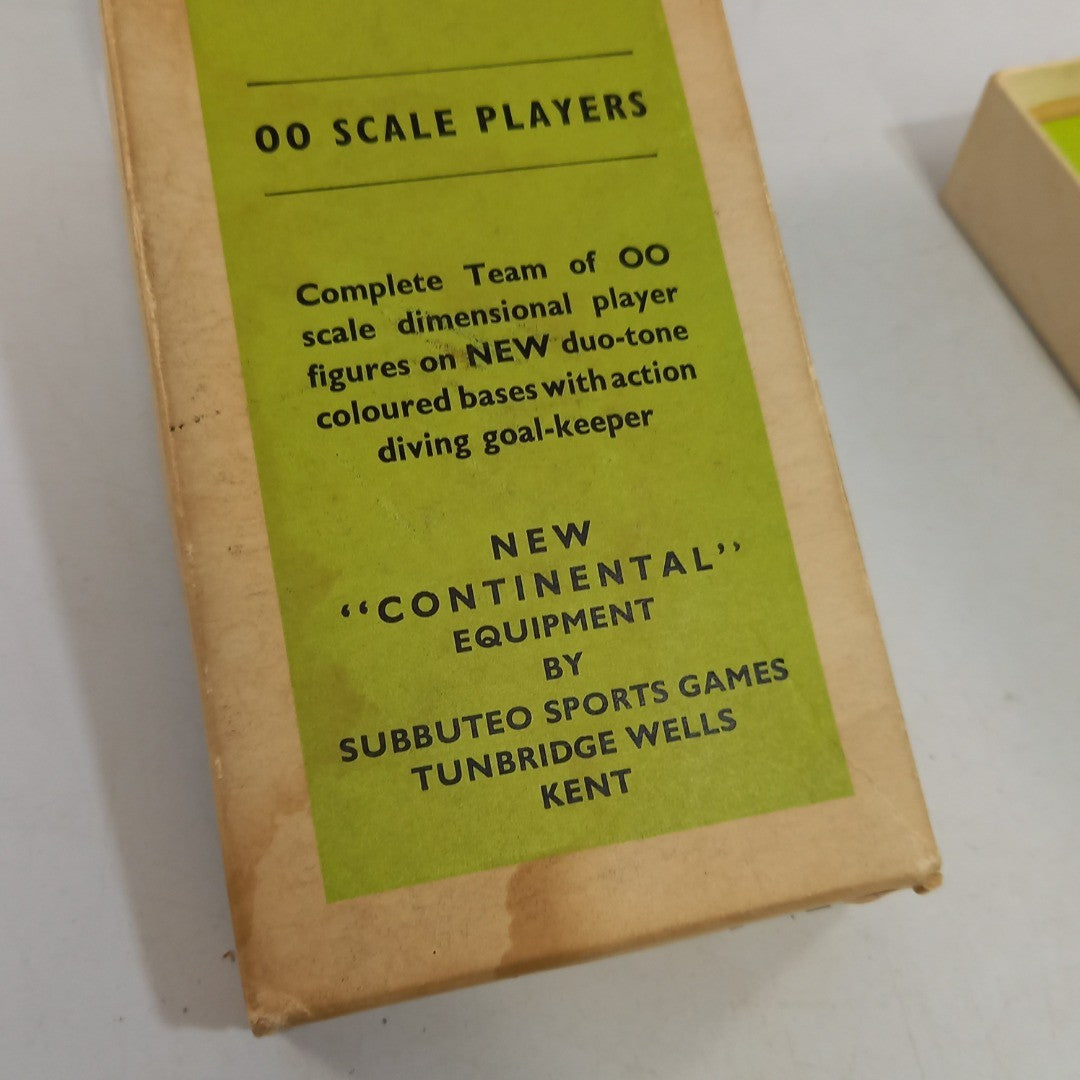 OO SCALE PLAYERS
Complete Team of OO
scale dimensional player
figures on NEW duo-tone
coloured bases with action
diving goal-keeper
NEW
“CONTINENTAL”
EQUIPMENT
BY
SUBBUTEO SPORTS GAMES
TUNBRIDGE WELLS
KENT